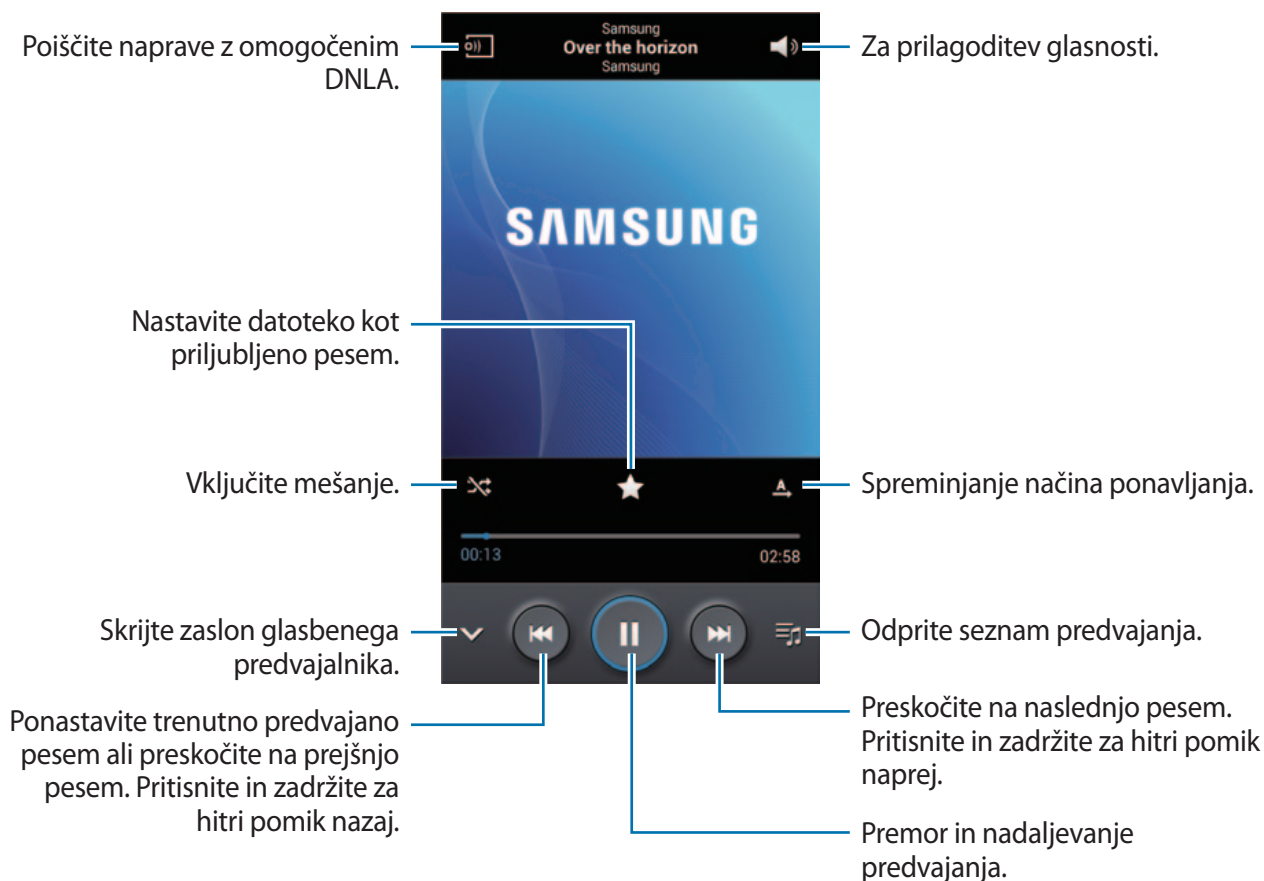 Poiščite naprave z omogočenim
DNLA.
Samsung
Over the horizon
Samsung
Za prilagoditev glasnosti.
SAMSUNG
Nastavite datoteko kot
priljubljeno pesem.
Vključite mešanje.
A
Spreminjanje načina ponavljanja.
00:13
02:58
Skrijte zaslon glasbenega
predvajalnika.
Odprite seznam predvajanja.
Ponastavite trenutno predvajano
pesem ali preskočite na prejšnjo
pesem. Pritisnite in zadržite za
hitri pomik nazaj.
Preskočite na naslednjo pesem.
Pritisnite in zadržite za hitri pomik
naprej.
Premor in nadaljevanje
predvajanja.